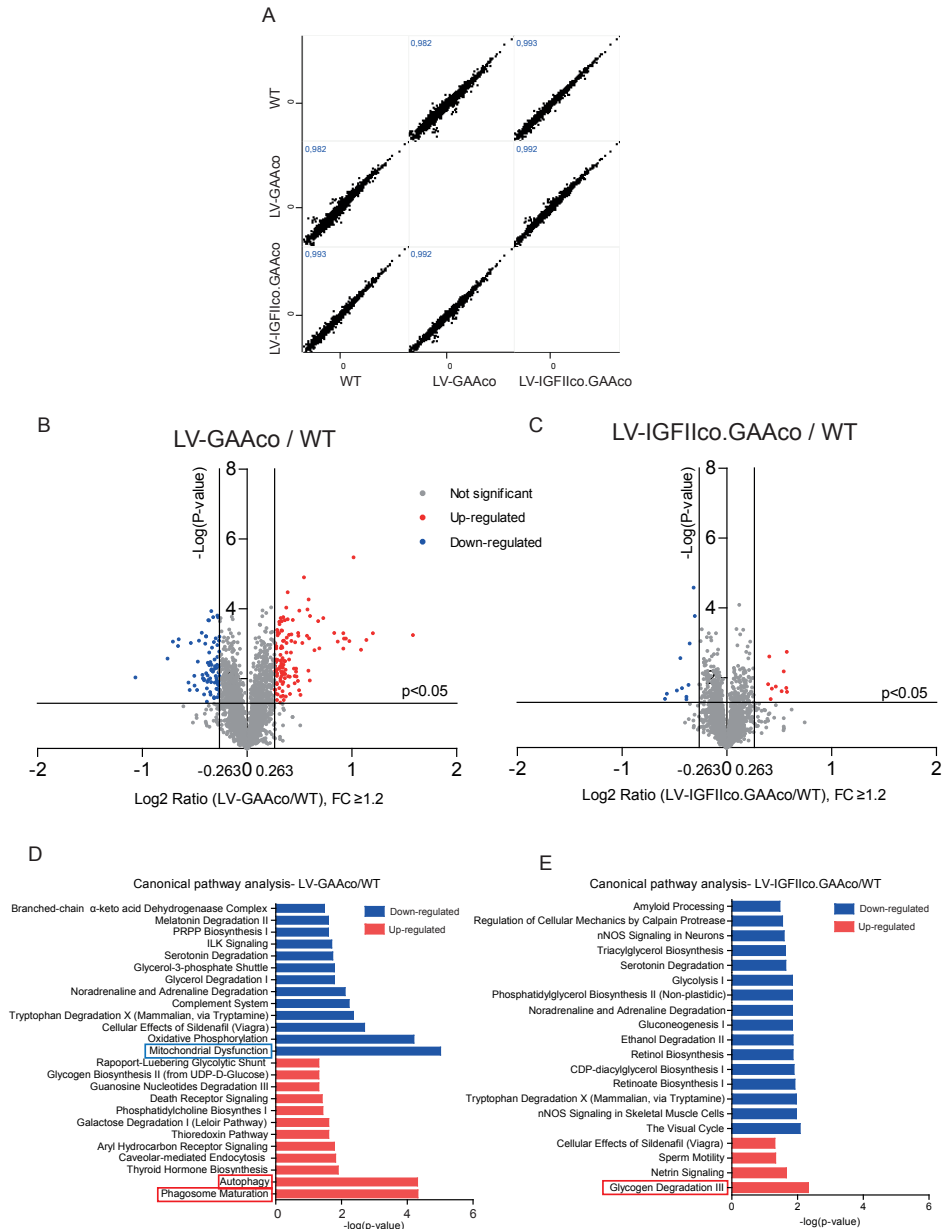 A
0,982
0,993
WT
0
0,982
0,992
LV-GAAco
0
0,993
0,992
LV-IGFIIco.GAAco
0
0
0
0
WT
LV-GAAco
LV-IGFIIco.GAAco
B
LV-GAAco / WT
8
6
4
2
-Log(P-value)
p<0.05
-2
-1
-0.263
0
0.263
1
2
Log2 Ratio (LV-GAAco/WT), FC ≥1.2
Not significant
Up-regulated
Down-regulated
C
LV-IGFIIco.GAAco / WT
8
6
4
2
-Log(P-value)
p<0.05
-2
-1
-0.263
0
0.263
1
2
Log2 Ratio (LV-IGFIIco.GAAco/WT), FC ≥1.2
D
Canonical pathway analysis- LV-GAAco/WT
Down-regulated
Up-regulated
Branched-chain α-keto acid Dehydrogenaase Complex
Melatonin Degradation II
PRPP Biosynthesis I
ILK Signaling
Serotonin Degradation
Glycerol-3-phosphate Shuttle
Glycerol Degradation I
Noradrenaline and Adrenaline Degradation
Complement System
Tryptophan Degradation X (Mammalian, via Tryptamine)
Cellular Effects of Sildenafil (Viagra)
Oxidative Phosphorylation
Mitochondrial Dysfunction
Rapoport-Luebering Glycolytic Shunt
Glycogen Biosynthesis II (from UDP-D-Glucose)
Guanosine Nucleotides Degradation III
Death Receptor Signaling
Phosphatidylcholine Biosynthes I
Galactose Degradation I (Leloir Pathway)
Thioredoxin Pathway
Aryl Hydrocarbon Receptor Signaling
Caveolar-mediated Endocytosis
Thyroid Hormone Biosynthesis
Autophagy
Phagosome Maturation
0
2
4
6
-log(p-value)
E
Canonical pathway analysis- LV-IGFIIco.GAAco/WT
Down-regulated
Up-regulated
Amyloid Processing
Regulation of Cellular Mechanics by Calpain Protease
nNOS Signaling in Neurons
Triacylglycerol Biosynthesis
Serotonin Degradation
Glycolysis I
Phosphatidylglycerol Biosynthesis II (Non-plastidic)
Noradrenaline and Adrenaline Degradation
Gluconeogenesis I
Ethanol Degradation II
Retinol Biosynthesis
CDP-diacylglycerol Biosynthesis I
Retinoate Biosynthesis I
Tryptophan Degradation X (Mammalian, via Tryptamine)
nNOS Signaling in Skeletal Muscle Cells
The Visual Cycle
Cellular Effects of Sildenafil (Viagra)
Sperm Motility
Netrin Signaling
Glycogen Degradation III
0
2
4
6
-log(p-value)